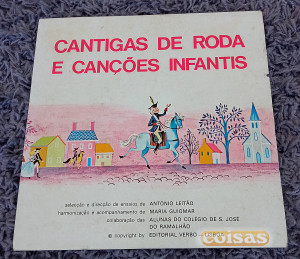 CANTIGAS DE RODA
E CANÇÕES INFANTIS
selecção e direcção de ensaios de ANTÓNIO LEITÃO
harmonização e acompanhamento de MARIA GUIOMAR
colaboração das ALUNAS DO COLÉGIO DE S. JOSÉ
DO RAMALHÃO
copyright by EDITORIAL VERBO - LISBOA
coisas